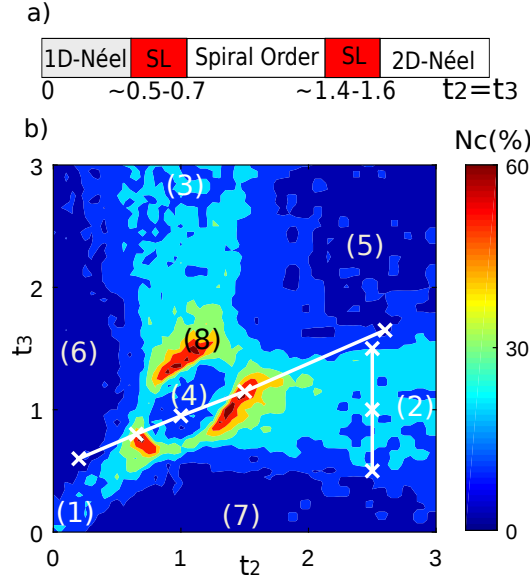 a)
1D-Néel SL Spiral Order SL 2D-Néel
0 ~0.5-0.7 ~1.4-1.6 t2=t3
b) Nc(%)
3 60
(3)
(5)
2
(8)
(6) 30
t3
(4)
1 (2)
(1) (7)
0 0
0 1 2 3
t2